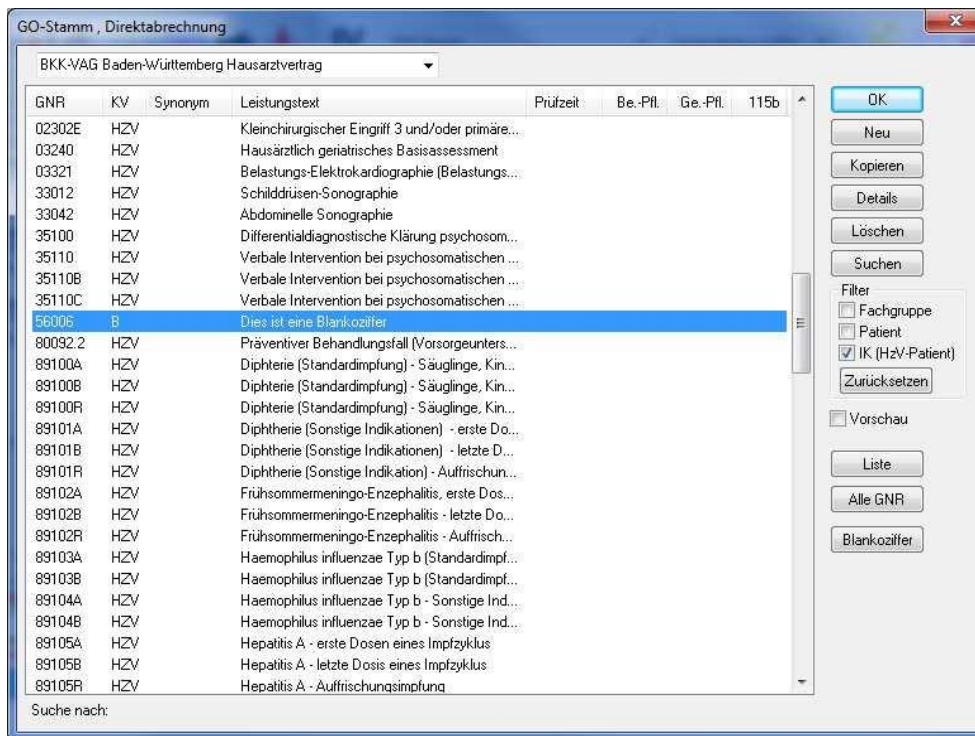 GO-Stamm , Direktabrechnung
BKK-VAG Baden-Württemberg Hausarztvertrag
GNR KV Synonym Leistungstext Prüfzeit Be.-Pfl. Ge.-Pfl. 115b
02302E HZV Kleinchirurgischer Eingriff 3 und/oder primäre...
03240 HZV Hausärztlich geriatrisches Basisassessment
03321 HZV Belastungs-Elektrokardiographie (Belastungs...
33012 HZV Schilddrüsen-Sonographie
33042 HZV Abdominelle Sonographie
35100 HZV Differentialdiagnostische Klärung psychosom...
35110 HZV Verbale Intervention bei psychosomatischen ...
35110B HZV Verbale Intervention bei psychosomatischen ...
35110C HZV Verbale Intervention bei psychosomatischen ...
56006 B Dies ist eine Blankoziffer
80092.2 HZV Präventiver Behandlungsfall (Vorsorgeunters...
89100A HZV Diphterie (Standardimpfung) - Säuglinge, Kin...
89100B HZV Diphterie (Standardimpfung) - Säuglinge, Kin...
89100R HZV Diphterie (Standardimpfung) - Säuglinge, Kin...
89101A HZV Diphtherie (Sonstige Indikationen)  - erste Do...
89101B HZV Diphtherie (Sonstige Indikationen)  - letzte D...
89101R HZV Diphtherie (Sonstige Indikation) - Auffrischun...
89102A HZV Frühsommermeningo-Enzephalitis, erste Dos...
89102B HZV Frühsommermeningo-Enzephalitis - letzte Do...
89102R HZV Frühsommermeningo-Enzephalitis - Auffrisch...
89103A HZV Haemophilus influenzae Typ b (Standardimpf...
89103B HZV Haemophilus influenzae Typ b (Standardimpf...
89104A HZV Haemophilus influenzae Typ b - Sonstige Ind...
89104B HZV Haemophilus influenzae Typ b - Sonstige Ind...
89105A HZV Hepatitis A - erste Dosen eines Impfzyklus
89105B HZV Hepatitis A - letzte Dosis eines Impfzyklus
89105R HZV Hepatitis A - Auffrischungsimpfung
Suche nach:
OK
Neu
Kopieren
Details
Löschen
Suchen
Filter
Fachgruppe
Patient
IK (HzV-Patient)
Zurücksetzen
Vorschau
Liste
Alle GNR
Blankoziffer